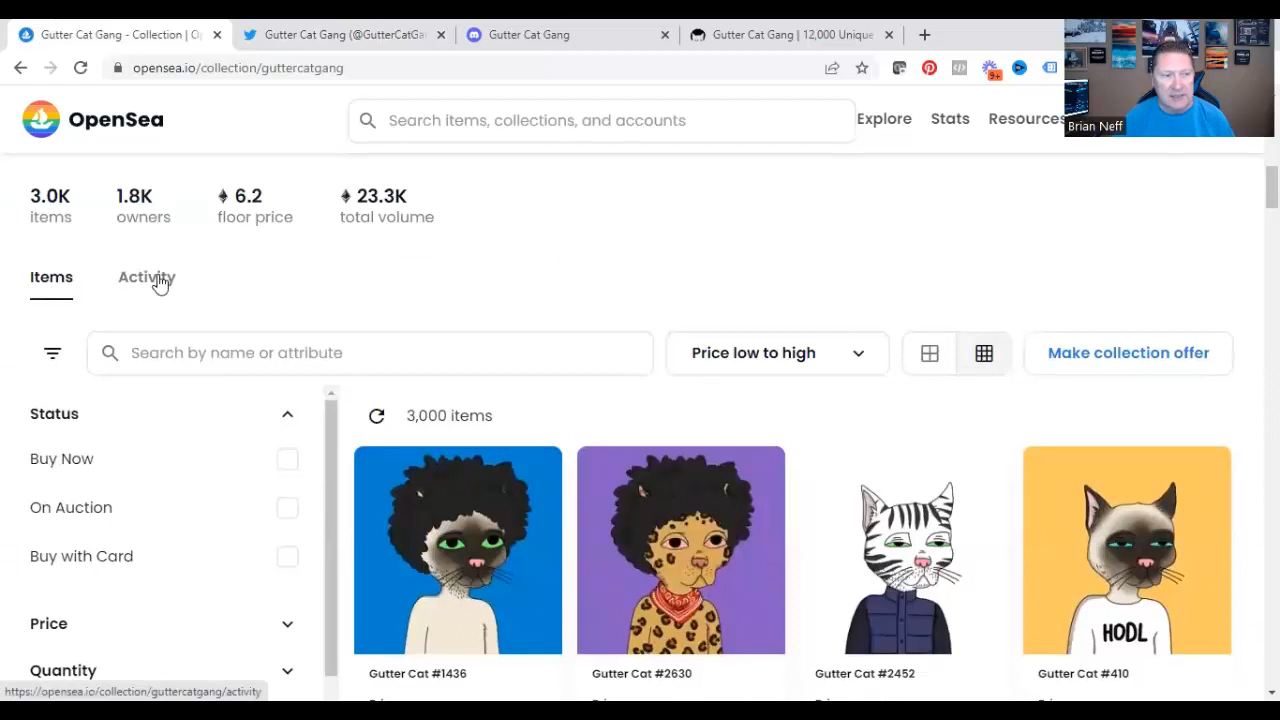 Gutter Cat Gang - Collection | O
Gutter Cat Gang (@GutterCatGa
Gutter Cat Gang
Gutter Cat Gang | 12,000 Unique
opensea.io/collection/guttercatgang
9+
Brian Neff
OpenSea
Search items, collections, and accounts
Explore
Stats
Resources
3.0K
items
1.8K
owners
6.2
floor price
23.3K
total volume
Items
Activity
Search by name or attribute
Price low to high
Make collection offer
Status
3,000 items
Buy Now
On Auction
Buy with Card
Price
Quantity
HODL
Gutter Cat #1436
Gutter Cat #2630
Gutter Cat #2452
Gutter Cat #410
https://opensea.io/collection/guttercatgang/activity